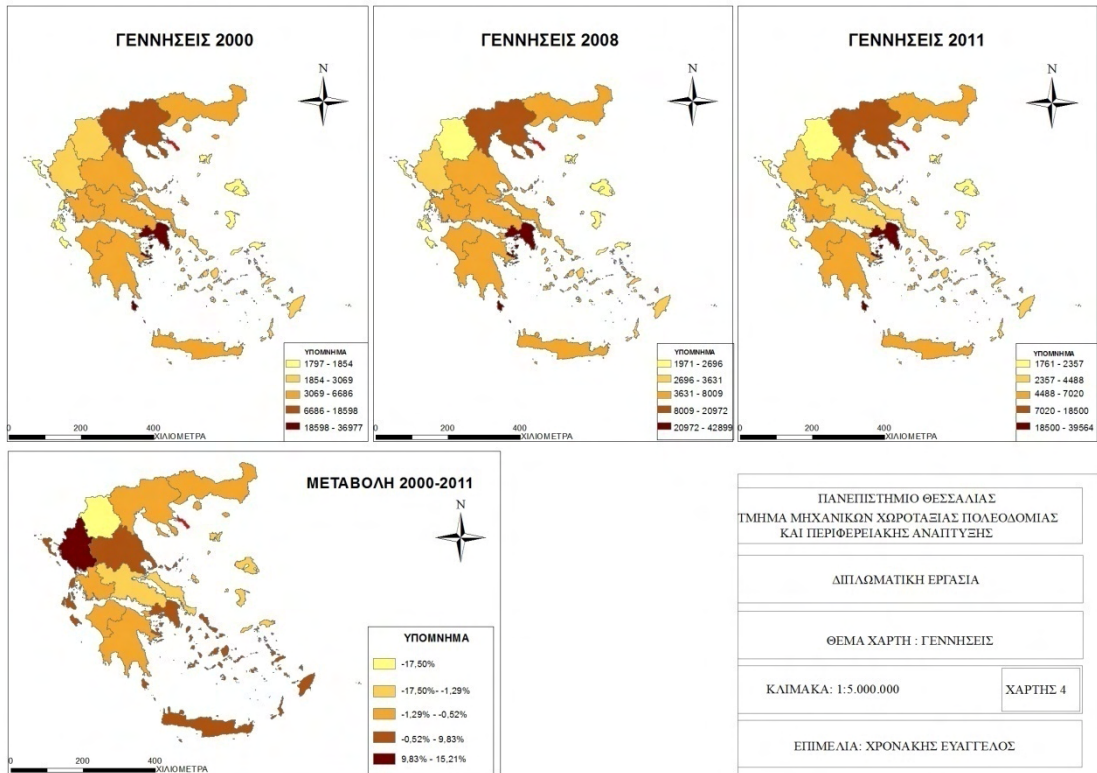 ΓΕΝΝΗΣΕΙΣ 2000
N
ΥΠΟΜΝΗΜΑ
1797 - 1854
1854 - 3069
3069 - 6686
6686 - 18598
18598 - 36977
0 200 400
ΧΙΛΙΟΜΕΤΡΑ
ΓΕΝΝΗΣΕΙΣ 2008
N
ΥΠΟΜΝΗΜΑ
1971 - 2696
2696 - 3631
3631 - 8009
8009 - 20972
20972 - 42899
0 200 400
ΧΙΛΙΟΜΕΤΡΑ
ΓΕΝΝΗΣΕΙΣ 2011
N
ΥΠΟΜΝΗΜΑ
1761 - 2357
2357 - 4488
4488 - 7020
7020 - 18500
18500 - 39564
0 200 400
ΧΙΛΙΟΜΕΤΡΑ
ΜΕΤΑΒΟΛΗ 2000-2011
N
ΥΠΟΜΝΗΜΑ
-17,50%
-17,50%- -1,29%
-1,29% - -0,52%
-0,52% - 9,83%
9,83% - 15,21%
0 200 400
ΧΙΛΙΟΜΕΤΡΑ
ΠΑΝΕΠΙΣΤΗΜΙΟ ΘΕΣΣΑΛΙΑΣ
ΤΜΗΜΑ ΜΗΧΑΝΙΚΩΝ ΧΩΡΟΤΑΞΙΑΣ ΠΟΛΕΟΔΟΜΙΑΣ
ΚΑΙ ΠΕΡΙΦΕΡΕΙΑΚΗΣ ΑΝΑΠΤΥΞΗΣ
ΔΙΠΛΩΜΑΤΙΚΗ ΕΡΓΑΣΙΑ
ΘΕΜΑ ΧΑΡΤΗ : ΓΕΝΝΗΣΕΙΣ
ΚΛΙΜΑΚΑ: 1:5.000.000
ΧΑΡΤΗΣ 4
ΕΠΙΜΕΛΙΑ: ΧΡΟΝΑΚΗΣ ΕΥΑΓΓΕΛΟΣ